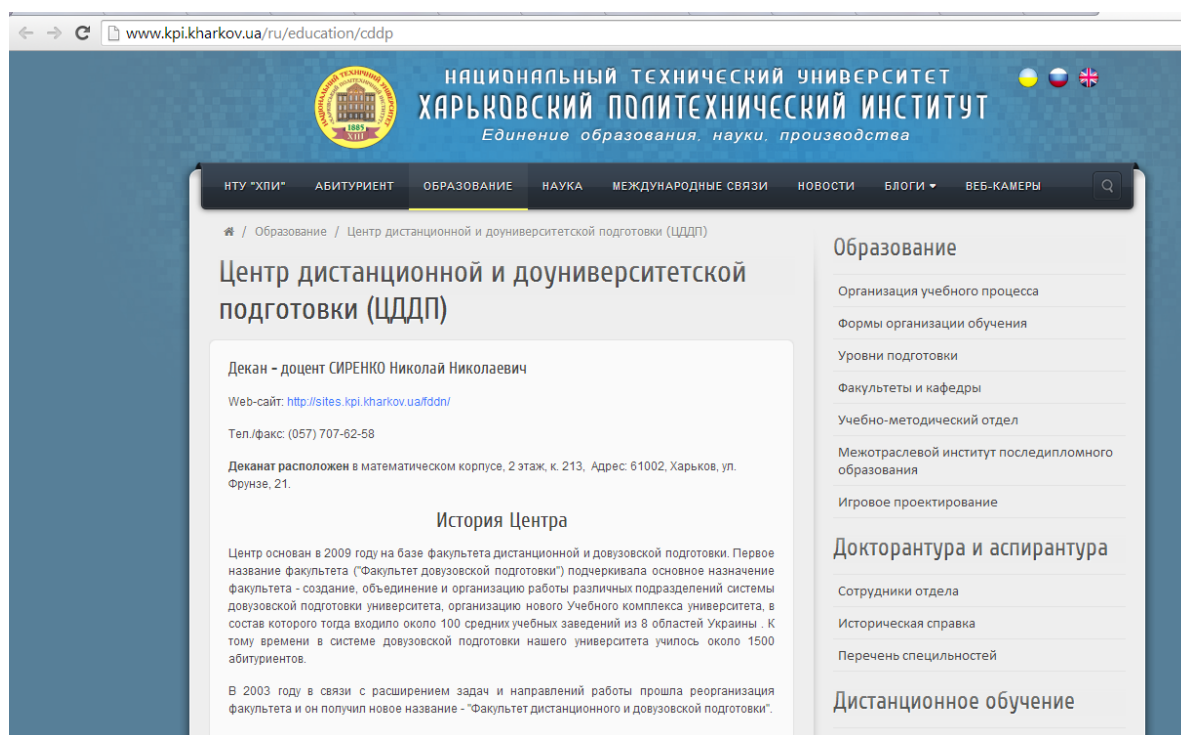 www.kpi.kharkov.ua/ru/education/cddp
НАЦИОНАЛЬНЫЙ ТЕХНИЧЕСКИЙ УНИВЕРСИТЕТ
ХАРЬКОВСКИЙ ПОЛИТЕХНИЧЕСКИЙ ИНСТИТУТ
Единение образования, науки, производства
1885
ХПІ
НТУ "ХПИ" АБИТУРИЕНТ ОБРАЗОВАНИЕ НАУКА МЕЖДУНАРОДНЫЕ СВЯЗИ НОВОСТИ БЛОГИ ВЕБ-КАМЕРЫ
/ Образование / Центр дистанционной и доуниверситетской подготовки (ЦДДП)
Центр дистанционной и доуниверситетской
подготовки (ЦДДП)
Декан - доцент СИРЕНКО Николай Николаевич
Web-сайт: http://sites.kpi.kharkov.ua/fddn/
Тел./факс: (057) 707-62-58
Деканат расположен в математическом корпусе, 2 этаж, к. 213, Адрес: 61002, Харьков, ул.
Фрунзе, 21.
История Центра
Центр основан в 2009 году на базе факультета дистанционной и довузовской подготовки. Первое
название факультета ("Факультет довузовской подготовки") подчеркивала основное назначение
факультета - создание, объединение и организацию работы различных подразделений системы
довузовской подготовки университета, организацию нового Учебного комплекса университета, в
состав которого тогда входило около 100 средних учебных заведений из 8 областей Украины . К
тому времени в системе довузовской подготовки нашего университета училось около 1500
абитуриентов.
В 2003 году в связи с расширением задач и направлений работы прошла реорганизация
факультета и он получил новое название - "Факультет дистанционного и довузовской подготовки".
Образование
Организация учебного процесса
Формы организации обучения
Уровни подготовки
Факультеты и кафедры
Учебно-методический отдел
Межотраслевой институт последипломного
образования
Игровое проектирование
Докторантура и аспирантура
Сотрудники отдела
Историческая справка
Перечень специльностей
Дистанционное обучение